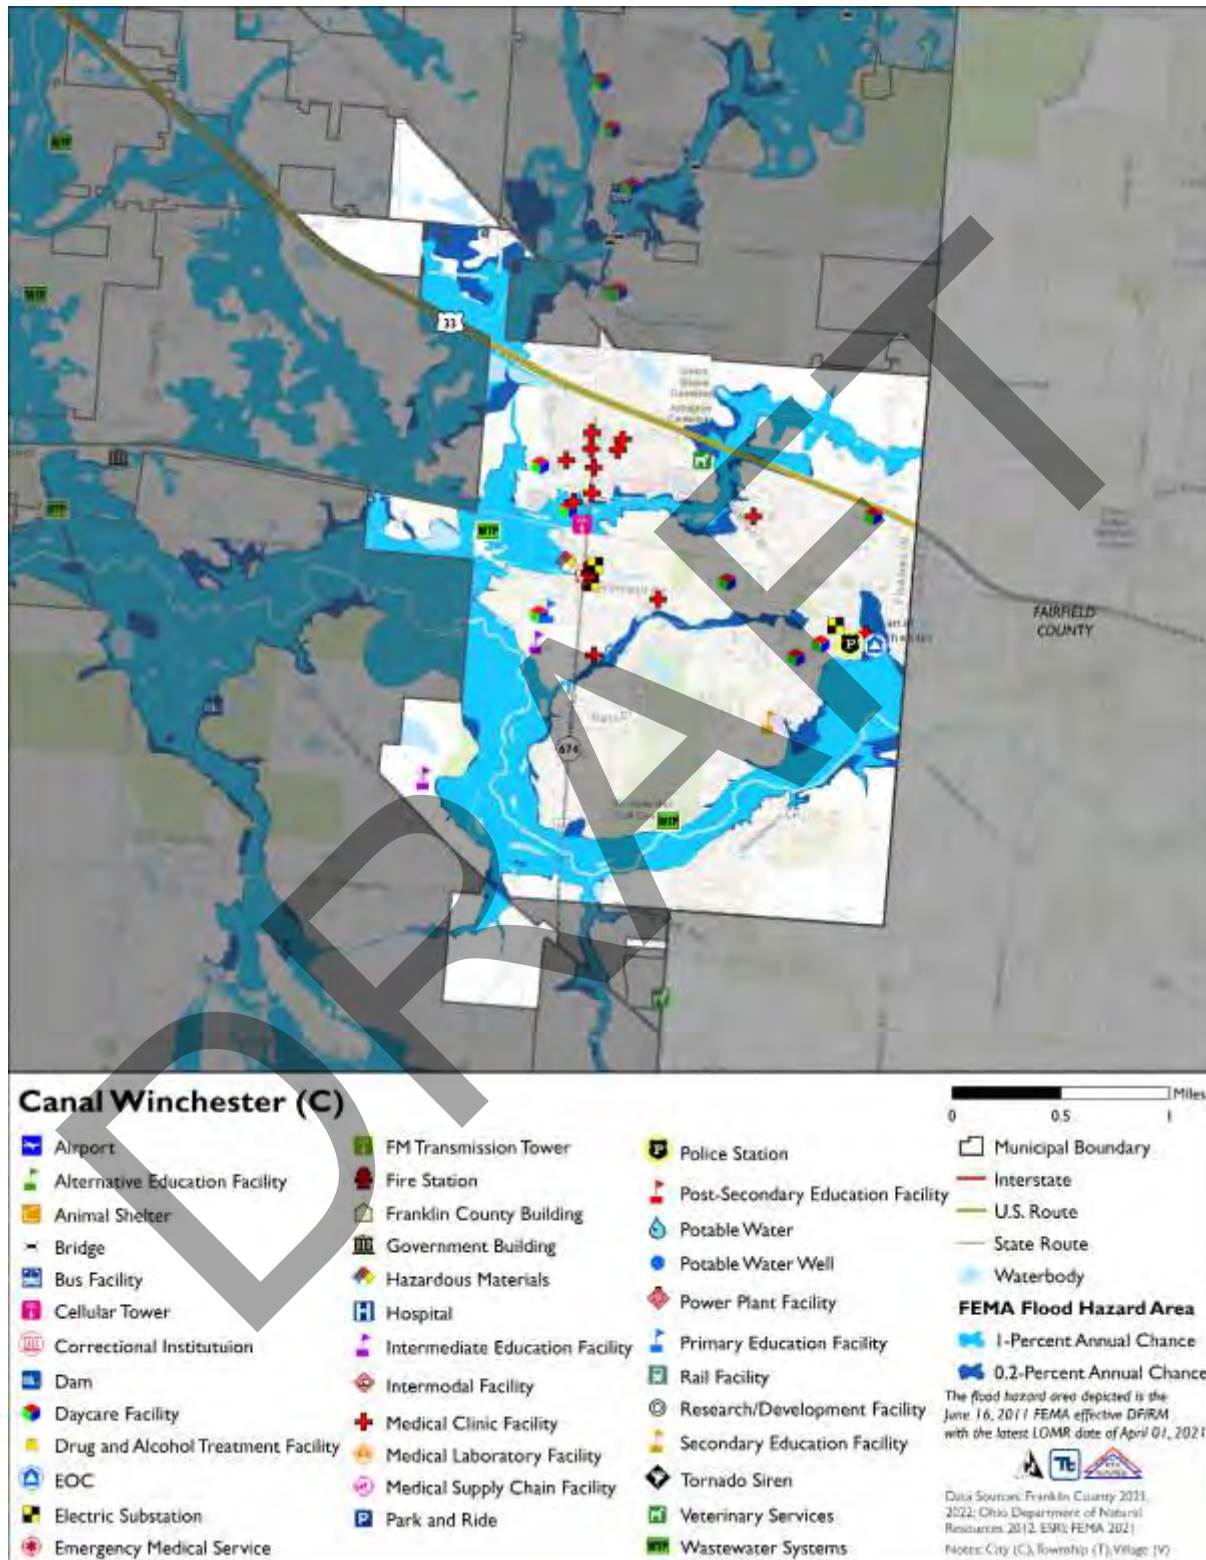 WTP
WTP
33
WTP
WTP
674
WTP
FAIRFIELD
COUNTY
DRAFT
Canal Winchester (C)
Airport
Alternative Education Facility
Animal Shelter
Bridge
Bus Facility
Cellular Tower
Correctional Instituituion
Dam
Daycare Facility
Drug and Alcohol Treatment Facility
EOC
Electric Substation
Emergency Medical Service
FM Transmission Tower
Fire Station
Franklin County Building
Government Building
Hazardous Materials
Hospital
Intermediate Education Facility
Intermodal Facility
Medical Clinic Facility
Medical Laboratory Facility
Medical Supply Chain Facility
Park and Ride
Police Station
Post-Secondary Education Facility
Potable Water
Potable Water Well
Power Plant Facility
Primary Education Facility
Rail Facility
Research/Development Facility
Secondary Education Facility
Tornado Siren
Veterinary Services
Wastewater Systems
Miles
0 0.5 1
Municipal Boundary
Interstate
U.S. Route
State Route
Waterbody
FEMA Flood Hazard Area
1-Percent Annual Chance
0.2-Percent Annual Chance
The flood hazard area depicted is the
June 16, 2011 FEMA effective DFIRM
with the latest LOMR date of April 01, 2021
Data Sources: Franklin County 2021,
2022; Ohio Department of Natural
Resources 2012; ESRI; FEMA 2021
Notes: City (C), Township (T), Village (V)